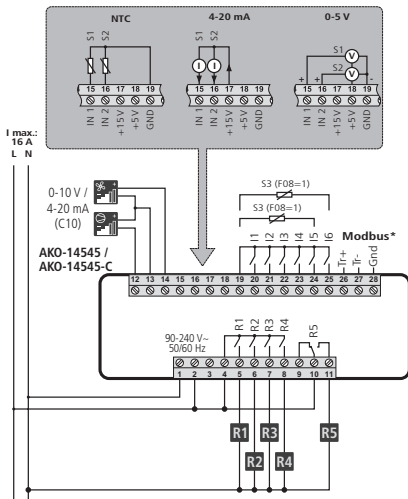 NTC
4-20 mA
0-5 V
S1 S2
S1 S2
S1
S2
V
V
I I
+ + -
15 16 17 18 19
15 16 17 18 19
15 16 17 18 19
IN 1 IN 2 +15V +5V GND
IN 1 IN 2 +15V +5V GND
IN 1 IN 2 +15V +5V GND
I max.:
16 A
L N
0-10 V /
4-20 mA
(C10)
AKO-14545 /
AKO-14545-C
S3 (F08=1)
S3 (F08=1)
I1 I2 I3 I4 I5 I6
Modbus*
Tr+ Tr- Gnd
12 13 14 15 16 17 18 19 20 21 22 23 24 25 26 27 28
90-240 V~
50/60 Hz
R1 R2 R3 R4 R5
1 2 3 4 5 6 7 8 9 10 11
R1 R3 R5
R2 R4